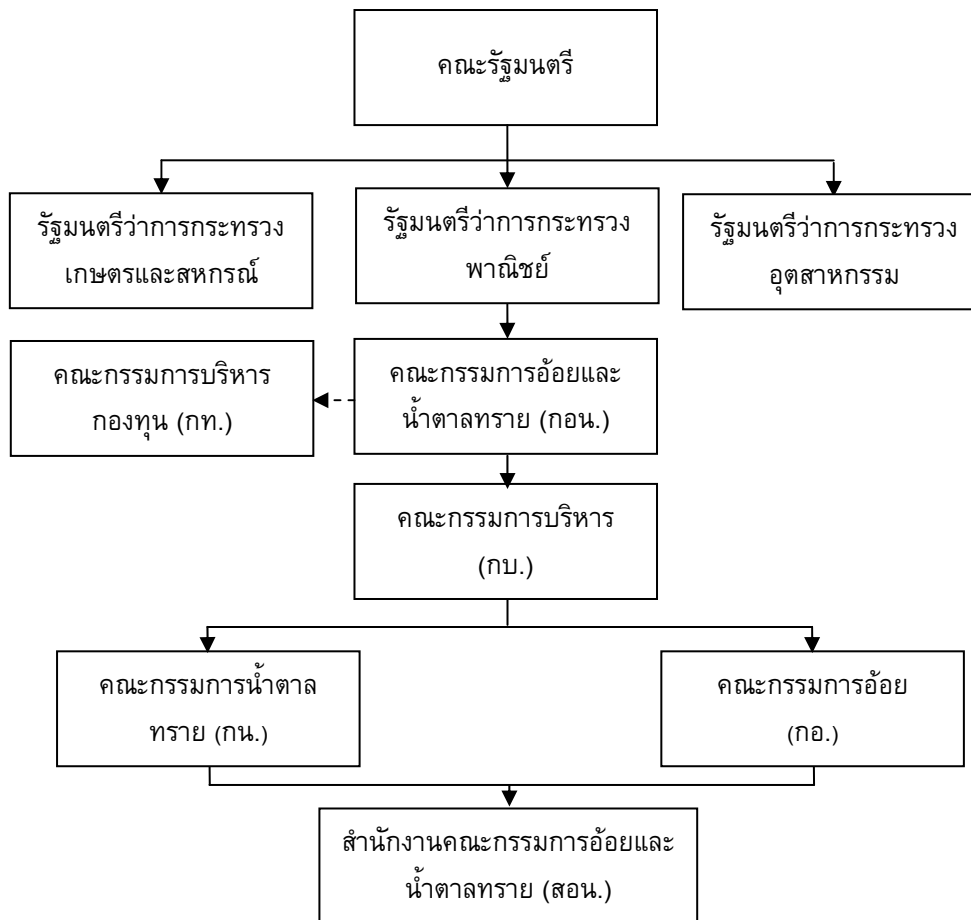 คณะรัฐมนตรี
รัฐมนตรีว่าการกระทรวง
เกษตรและสหกรณ์
รัฐมนตรีว่าการกระทรวง
พาณิชย์
รัฐมนตรีว่าการกระทรวง
อุตสาหกรรม
คณะกรรมการบริหาร
กองทุน (กท.)
คณะกรรมการอ้อยและ
น้ำตาลทราย (กอน.)
คณะกรรมการบริหาร
(กบ.)
คณะกรรมการน้ำตาล
ทราย (กน.)
คณะกรรมการอ้อย
(กอ.)
สำนักงานคณะกรรมการอ้อยและ
น้ำตาลทราย (สอน.)